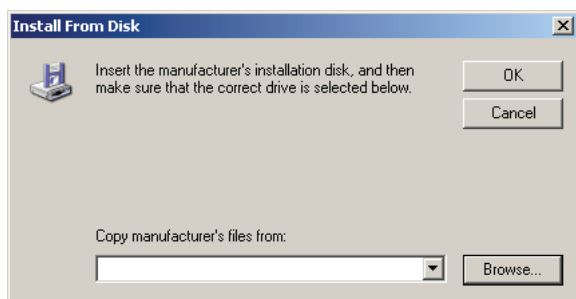 Install From Disk
Insert the manufacturer's installation disk, and then
make sure that the correct drive is selected below.
OK
Cancel
Copy manufacturer's files from:
Browse...